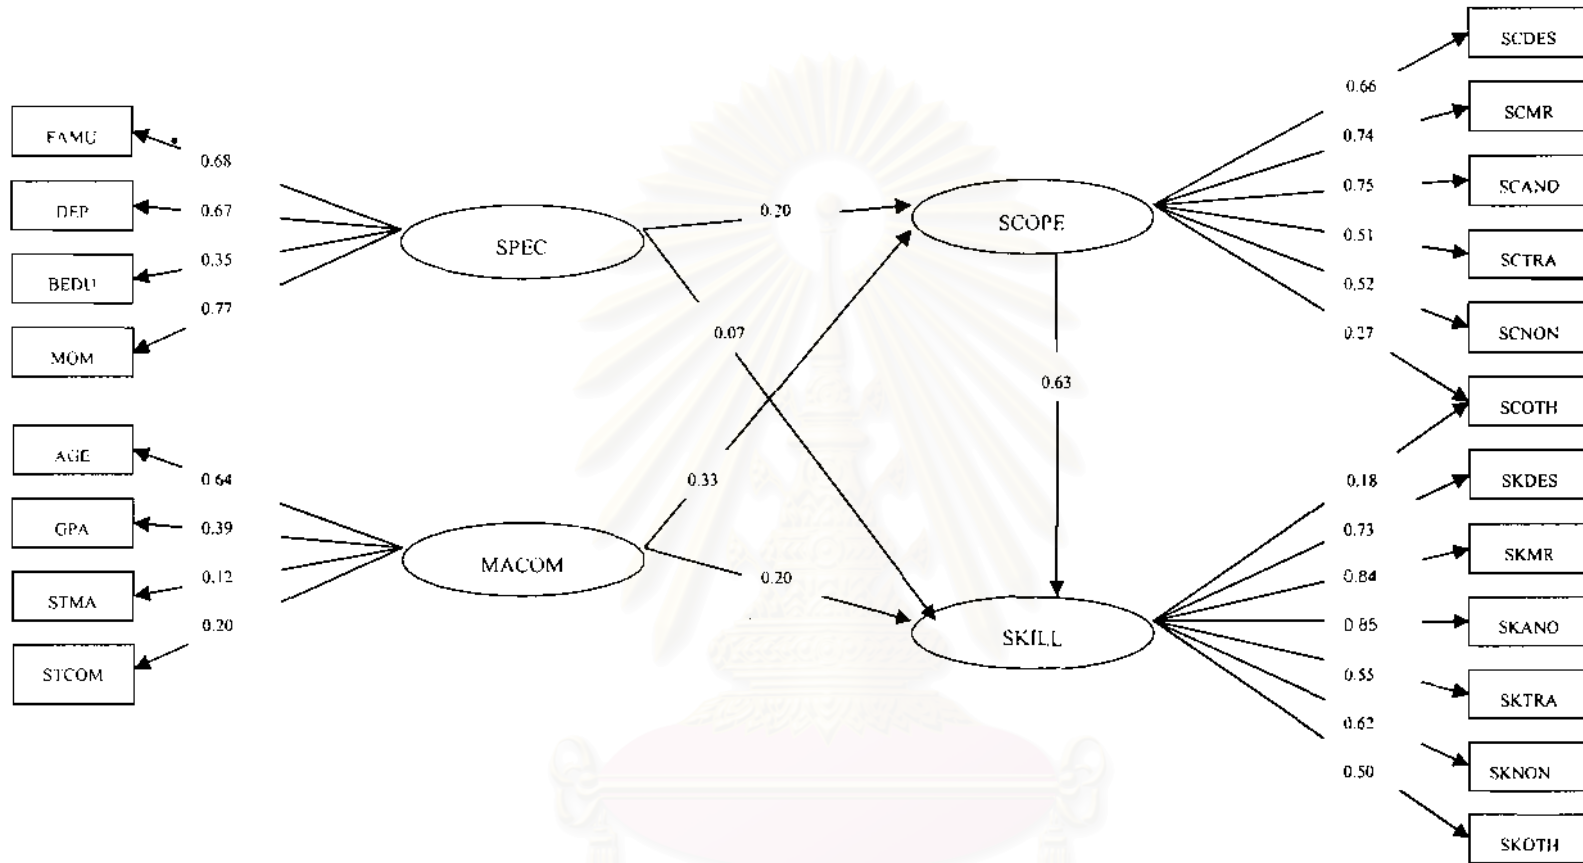 FAMU
0.68
DEP
0.67
BEDU
0.35
MOM
0.77
AGE
0.64
GPA
0.39
STMA
0.12
STCOM
0.20
SPEC
MACOM
0.20
0.07
0.33
0.20
SCOPE
0.63
SKILL
0.66
0.74
0.75
0.51
0.52
0.37
0.18
0.73
0.84
0.85
0.55
0.62
0.50
SCDES
SCMR
SCANO
SCTRA
SCNON
SCOTH
SKDES
SKMR
SKANO
SKTRA
SKNON
SKOTH